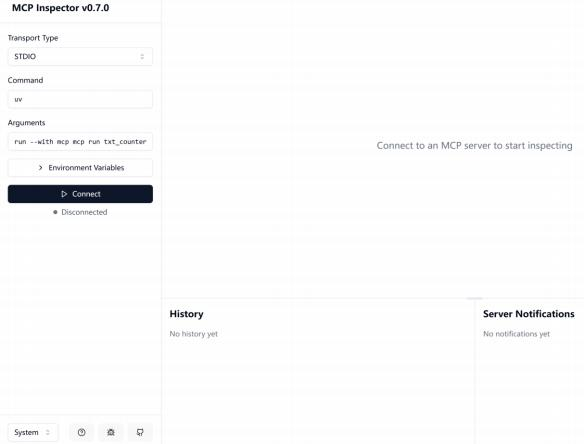 MCP Inspector v0.7.0
Transport Type
STDIO
Command
uv
Arguments
run --with mcp mcp run txt_counter
Environment Variables
Connect
Disconnected
System
Connect to an MCP server to start inspecting
History
No history yet
Server Notifications
No notifications yet